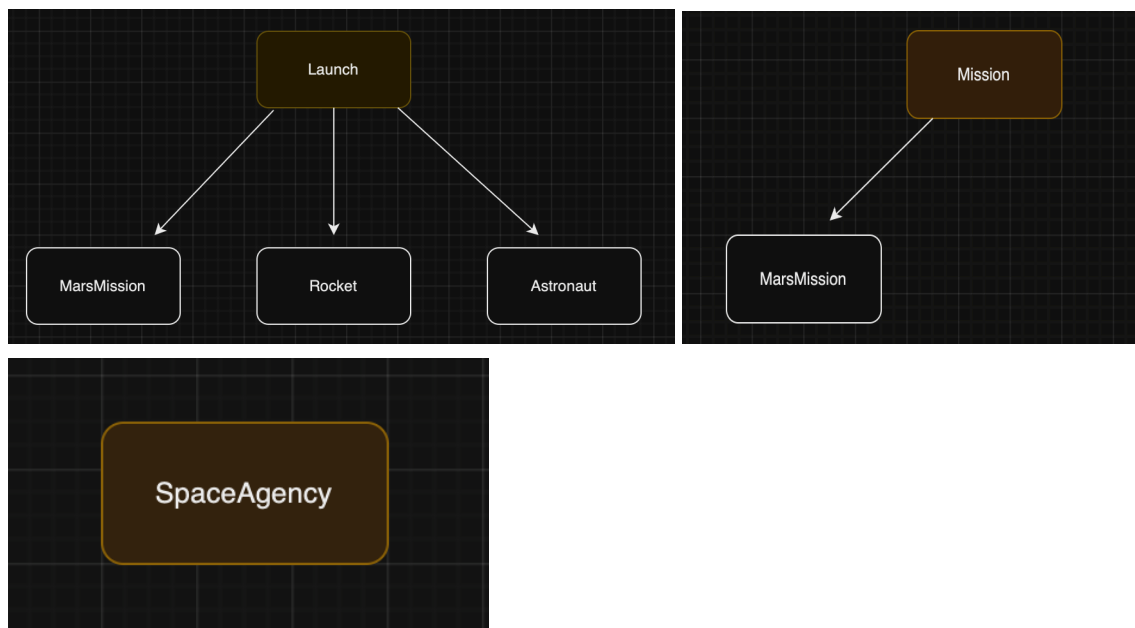 Launch
MarsMission
Rocket
Astronaut
Mission
MarsMission
SpaceAgency